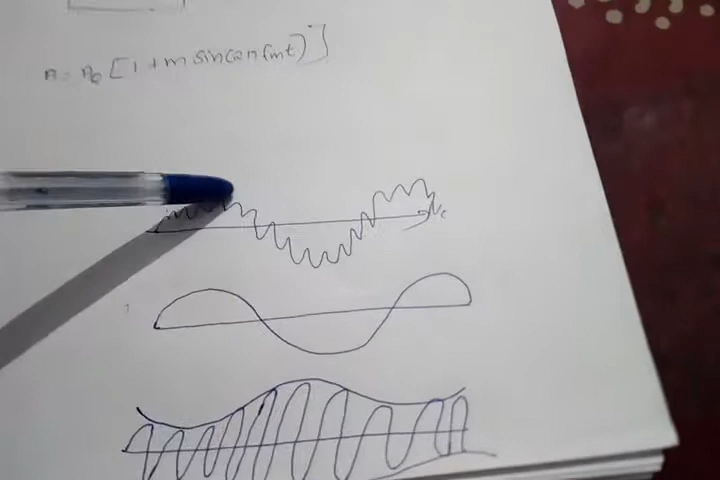 A = A₀ [1 + m sin(2π fmt)]